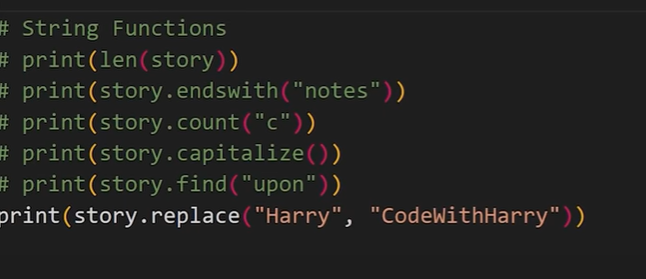 # String Functions
# print(len(story))
# print(story.endswith("notes"))
# print(story.count("c"))
# print(story.capitalize())
# print(story.find("upon"))
print(story.replace("Harry", "CodeWithHarry"))